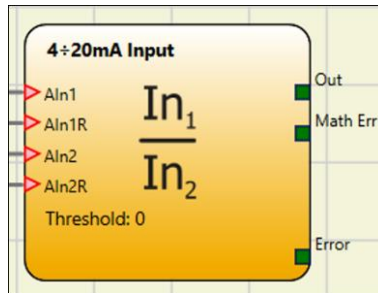 4÷20mA Input
AIn1
AIn1R
AIn2
AIn2R
In1
In2
Threshold: 0
Out
Math Err
Error